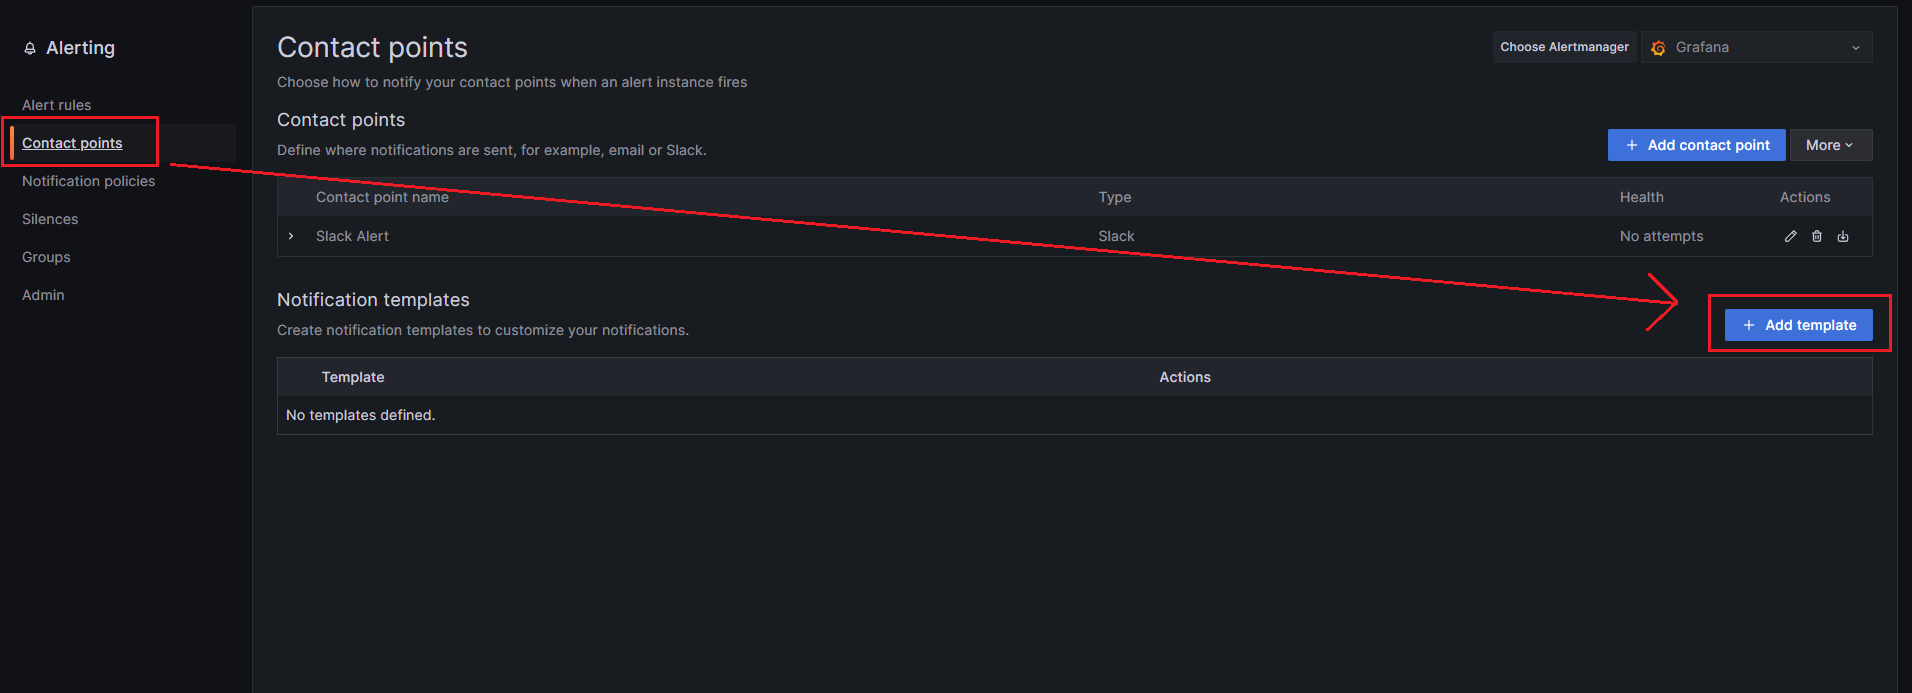 Alerting
Alert rules
Contact points
Notification policies
Silences
Groups
Admin
Contact points
Choose Alertmanager
Grafana
Choose how to notify your contact points when an alert instance fires
Contact points
Define where notifications are sent, for example, email or Slack.
+ Add contact point
More
Contact point name Type Health Actions
Slack Alert Slack No attempts
Notification templates
Create notification templates to customize your notifications.
+ Add template
Template Actions
No templates defined.